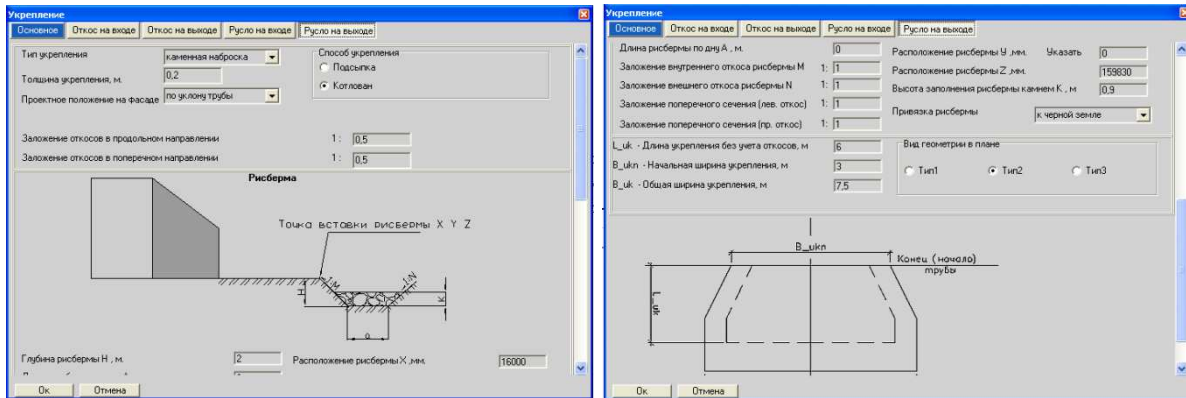 Укрепление
Основное Откос на входе Откос на выходе Русло на входе Русло на выходе
Тип укрепления каменная наброска
Толщина укрепления, м. 0,2
Проектное положение на фасаде по уклону трубы
Способ укрепления
Подсыпка
Котлован
Заложение откосов в продольном направлении 1 : 0,5
Заложение откосов в поперечном направлении 1 : 0,5
Рисберма
Точка вставки рисбермы X Y Z
1:M 1:N
H K
a
Глубина рисбермы H , м. 2 Расположение рисбермы X ,мм. 16000
Ок Отмена
Укрепление
Основное Откос на входе Откос на выходе Русло на входе Русло на выходе
Длина рисбермы по дну A , м. 0
Заложение внутреннего откоса рисбермы M 1: 1
Заложение внешнего откоса рисбермы N 1: 1
Заложение поперечного сечения (лев. откос) 1: 1
Заложение поперечного сечения (пр. откос) 1: 1
Расположение рисбермы Y ,мм. Указать 0
Расположение рисбермы Z ,мм. 159830
Высота заполнения рисбермы камнем K , м 0,9
Привязка рисбермы к черной земле
L_uk - Длина укрепления без учета откосов, м 6
B_ukn - Начальная ширина укрепления, м 3
B_uk - Общая ширина укрепления, м 7,5
Вид геометрии в плане
Тип1 Тип2 Тип3
B_ukn
Конец (начало)
трубы
L_uk
Ок Отмена